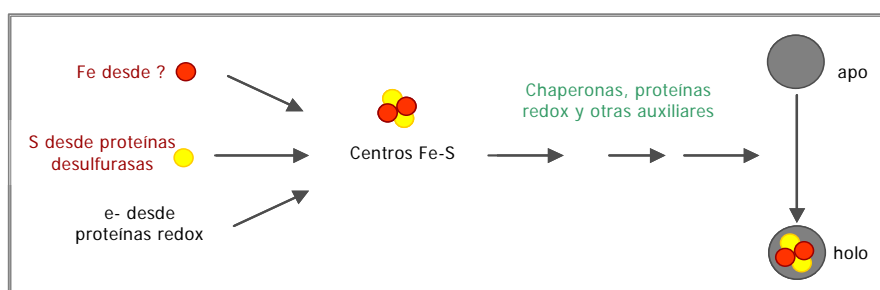 Fe desde ?
S desde proteínas
desulfurasas
e- desde
proteínas redox
Centros Fe-S
Chaperonas, proteínas
redox y otras auxiliares
apo
holo